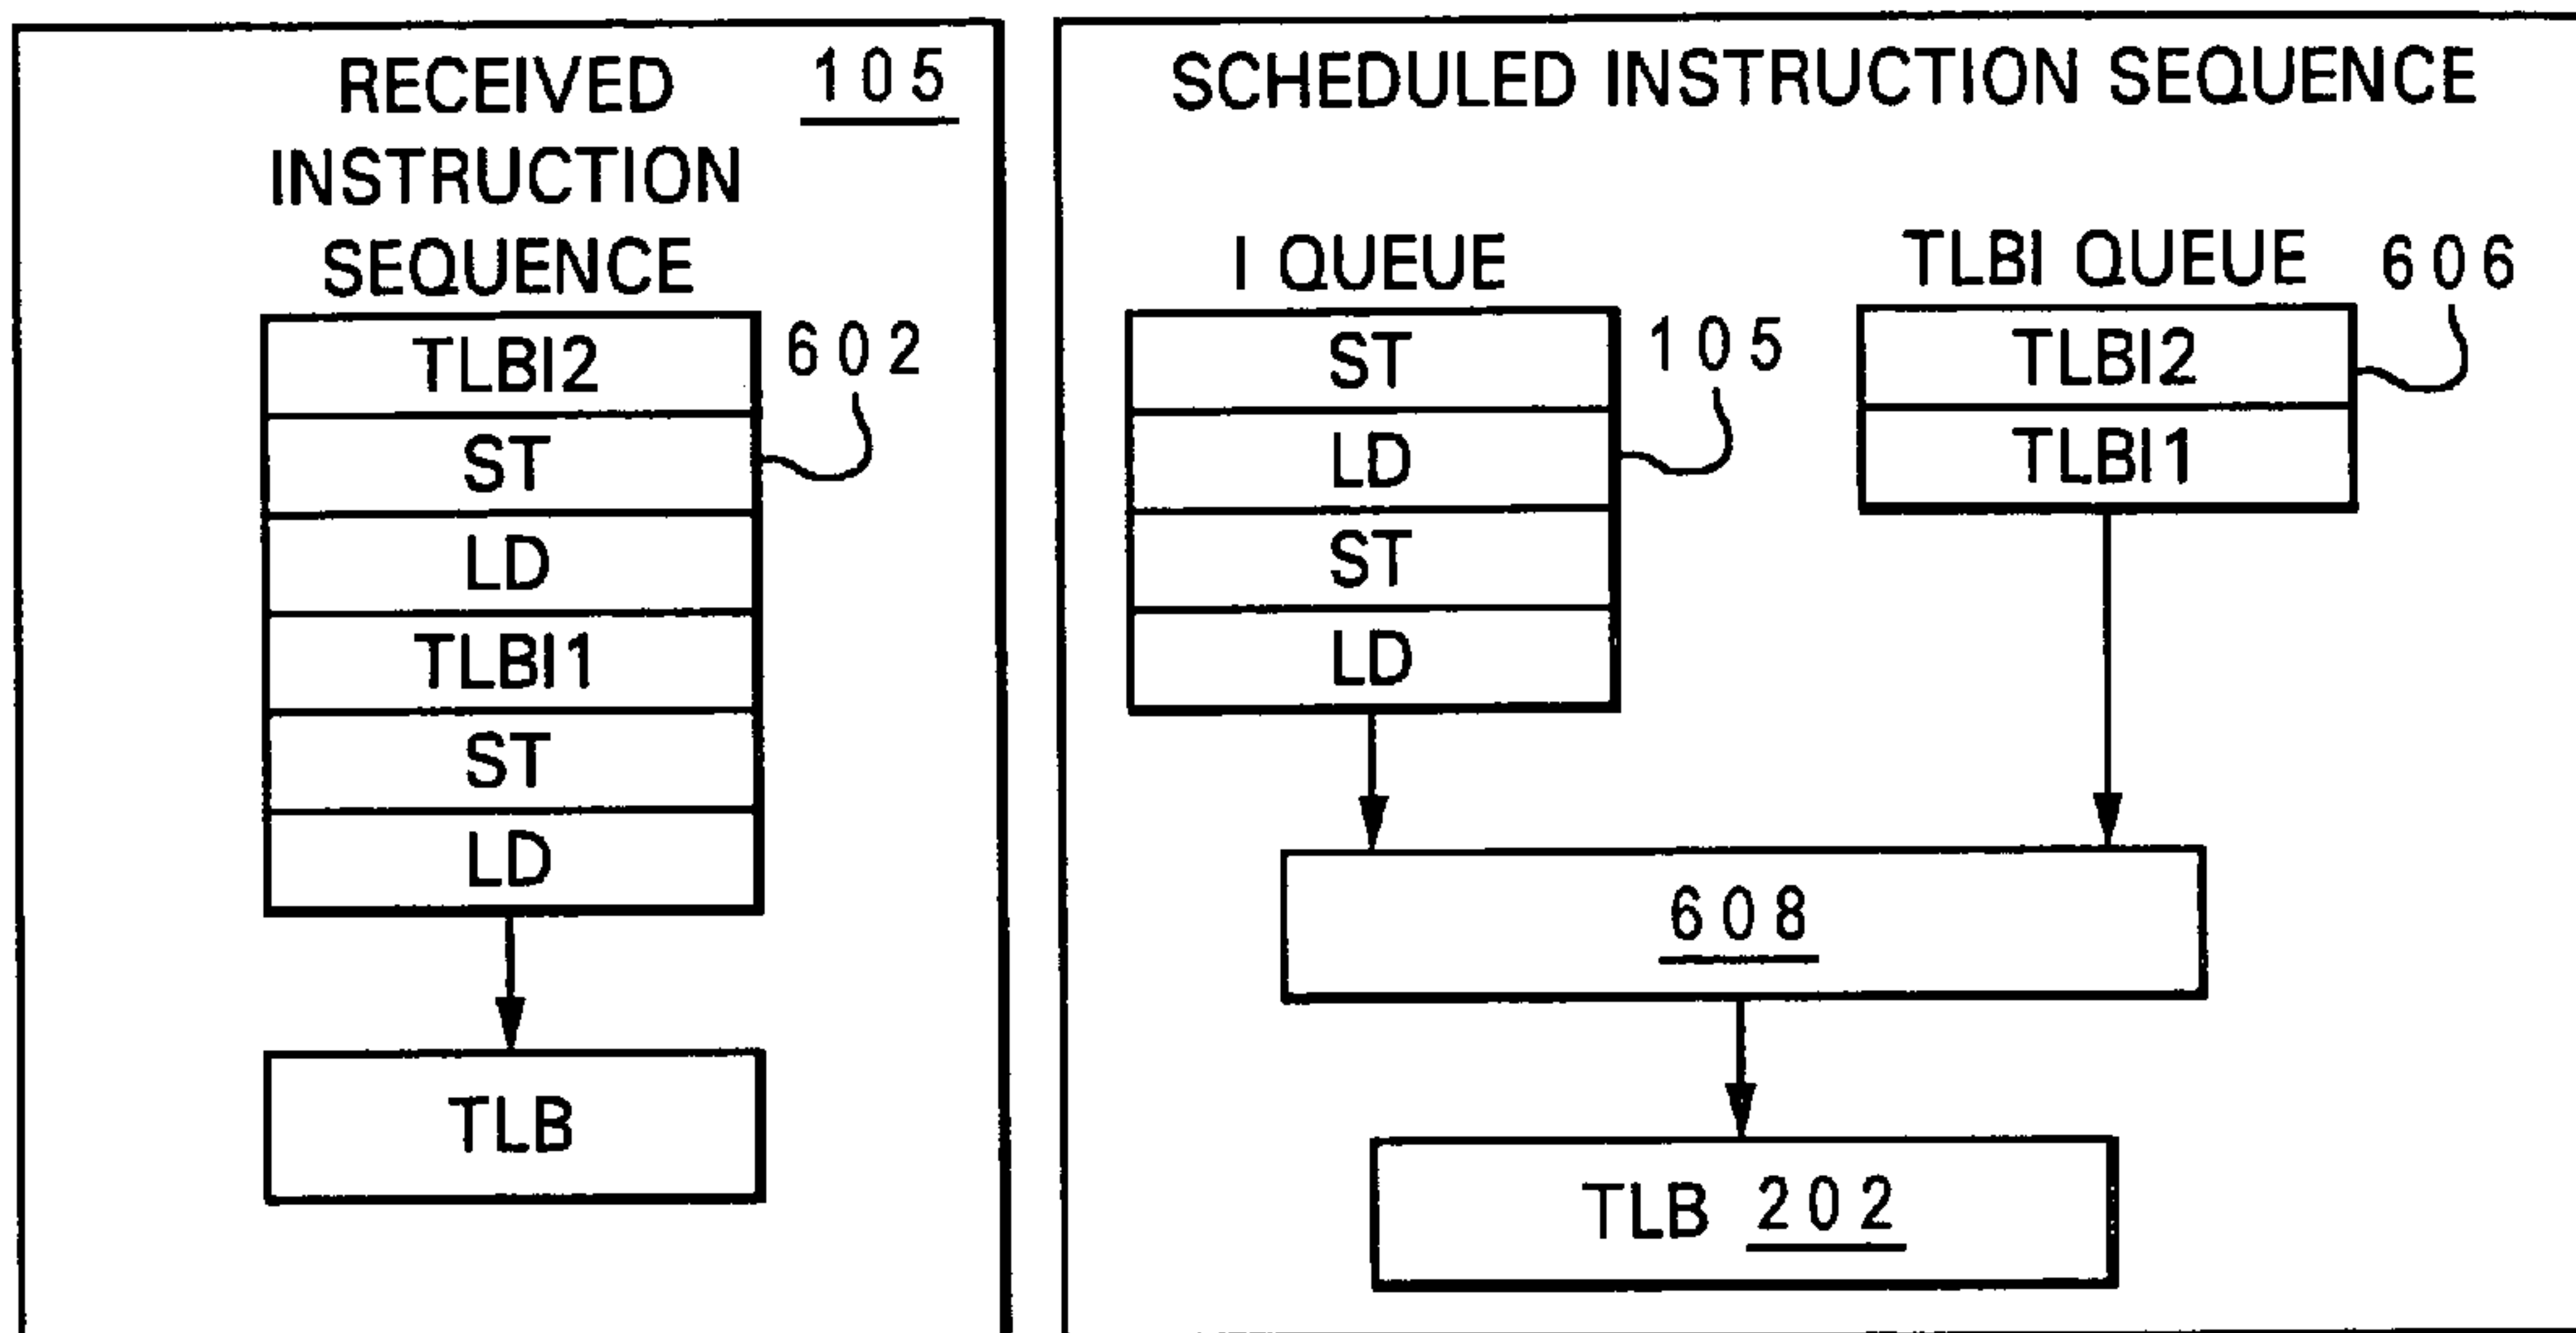 RECEIVED 105
INSTRUCTION
SEQUENCE
TLBI2
602
ST
LD
TLBI1
ST
LD
TLB
SCHEDULED INSTRUCTION SEQUENCE
I QUEUE
ST
105
LD
ST
LD
TLBI QUEUE
606
TLBI2
TLBI1
608
TLB 202